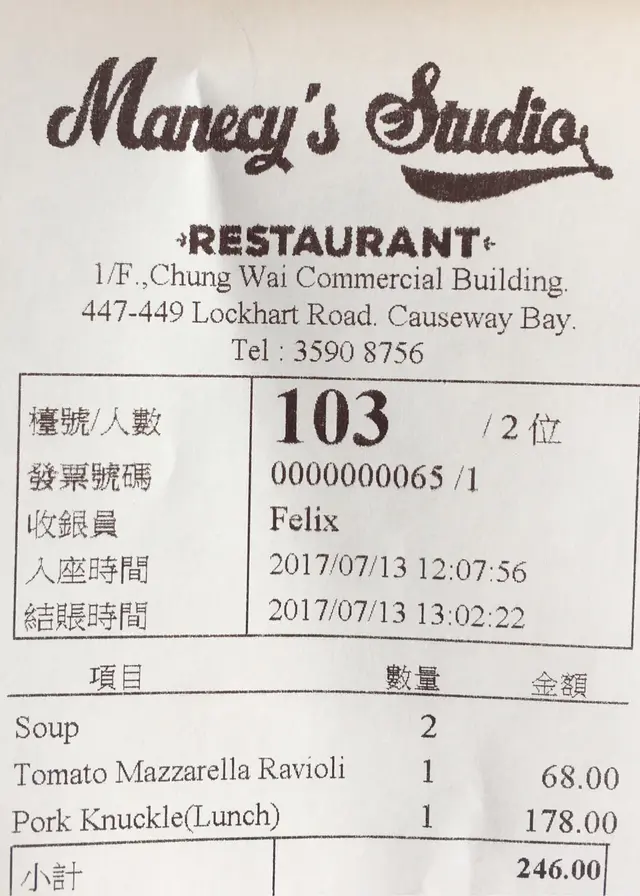 Manecy's Studio
RESTAURANT
1/F.,Chung Wai Commercial Building.
447-449 Lockhart Road. Causeway Bay.
Tel : 3590 8756
檯號/人數 103 / 2 位
發票號碼 0000000065 /1
收銀員 Felix
入座時間 2017/07/13 12:07:56
結賬時間 2017/07/13 13:02:22
項目 數量 金額
Soup 2
Tomato Mazzarella Ravioli 1 68.00
Pork Knuckle(Lunch) 1 178.00
小計 246.00